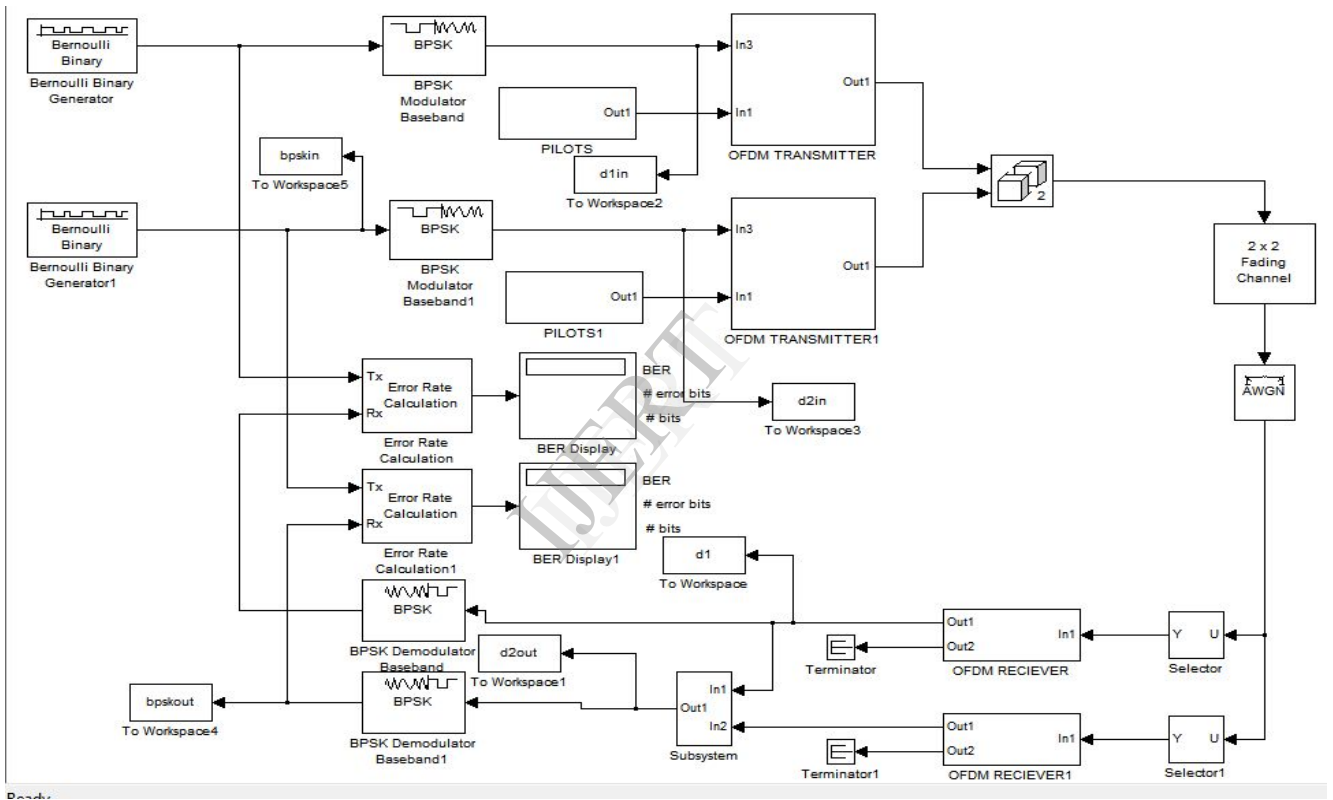 Bernoulli
Binary
Bernoulli Binary
Generator
BPSK
BPSK
Modulator
Baseband
Out1
PILOTS
In3
In1
Out1
OFDM TRANSMITTER
bpskin
To Workspace5
d1in
To Workspace2
2
Bernoulli
Binary
Bernoulli Binary
Generator1
BPSK
BPSK
Modulator
Baseband1
Out1
PILOTS1
In3
In1
Out1
OFDM TRANSMITTER1
2 x 2
Fading
Channel
AWGN
Tx
Rx
Error Rate
Calculation
Error Rate
Calculation
BER
# error bits
# bits
BER Display
d2in
To Workspace3
Tx
Rx
Error Rate
Calculation
Error Rate
Calculation1
BER
# error bits
# bits
BER Display1
IJERT
d1
To Workspace
BPSK
BPSK Demodulator
Baseband
d2out
To Workspace1
Terminator
Out1
Out2
In1
OFDM RECIEVER
Y
U
Selector
bpskout
To Workspace4
BPSK
BPSK Demodulator
Baseband1
In1
Out1
In2
Subsystem
Terminator1
Out1
Out2
In1
OFDM RECIEVER1
Y
U
Selector1
Ready